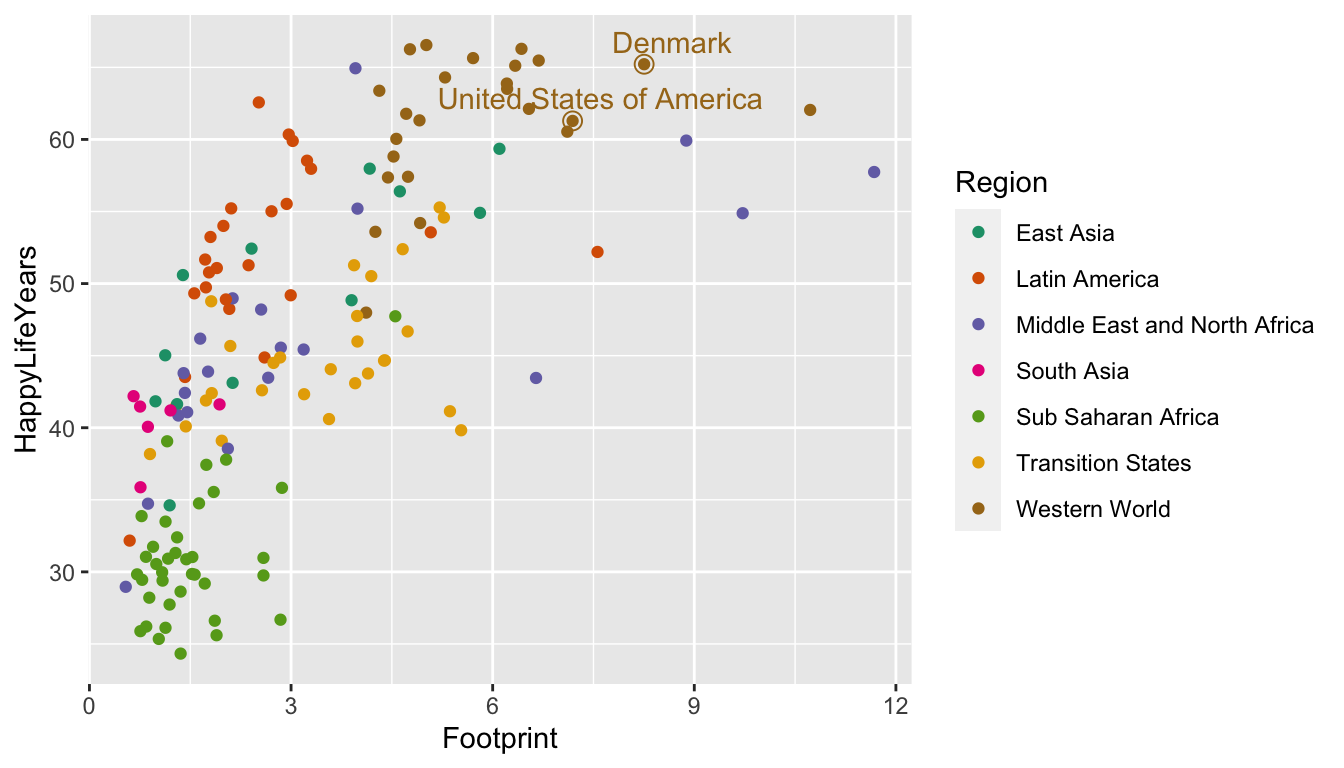 Denmark
United States of America
60
50
40
30
HappyLifeYears
0
3
6
9
12
Footprint
Region
East Asia
Latin America
Middle East and North Africa
South Asia
Sub Saharan Africa
Transition States
Western World